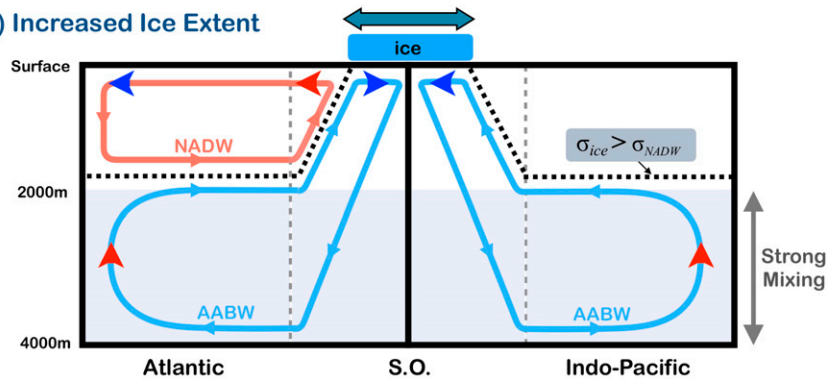 ) Increased Ice Extent
ice
Surface
NADW
σice > σNADW
2000m
Strong
Mixing
AABW
AABW
4000m
Atlantic
S.O.
Indo-Pacific